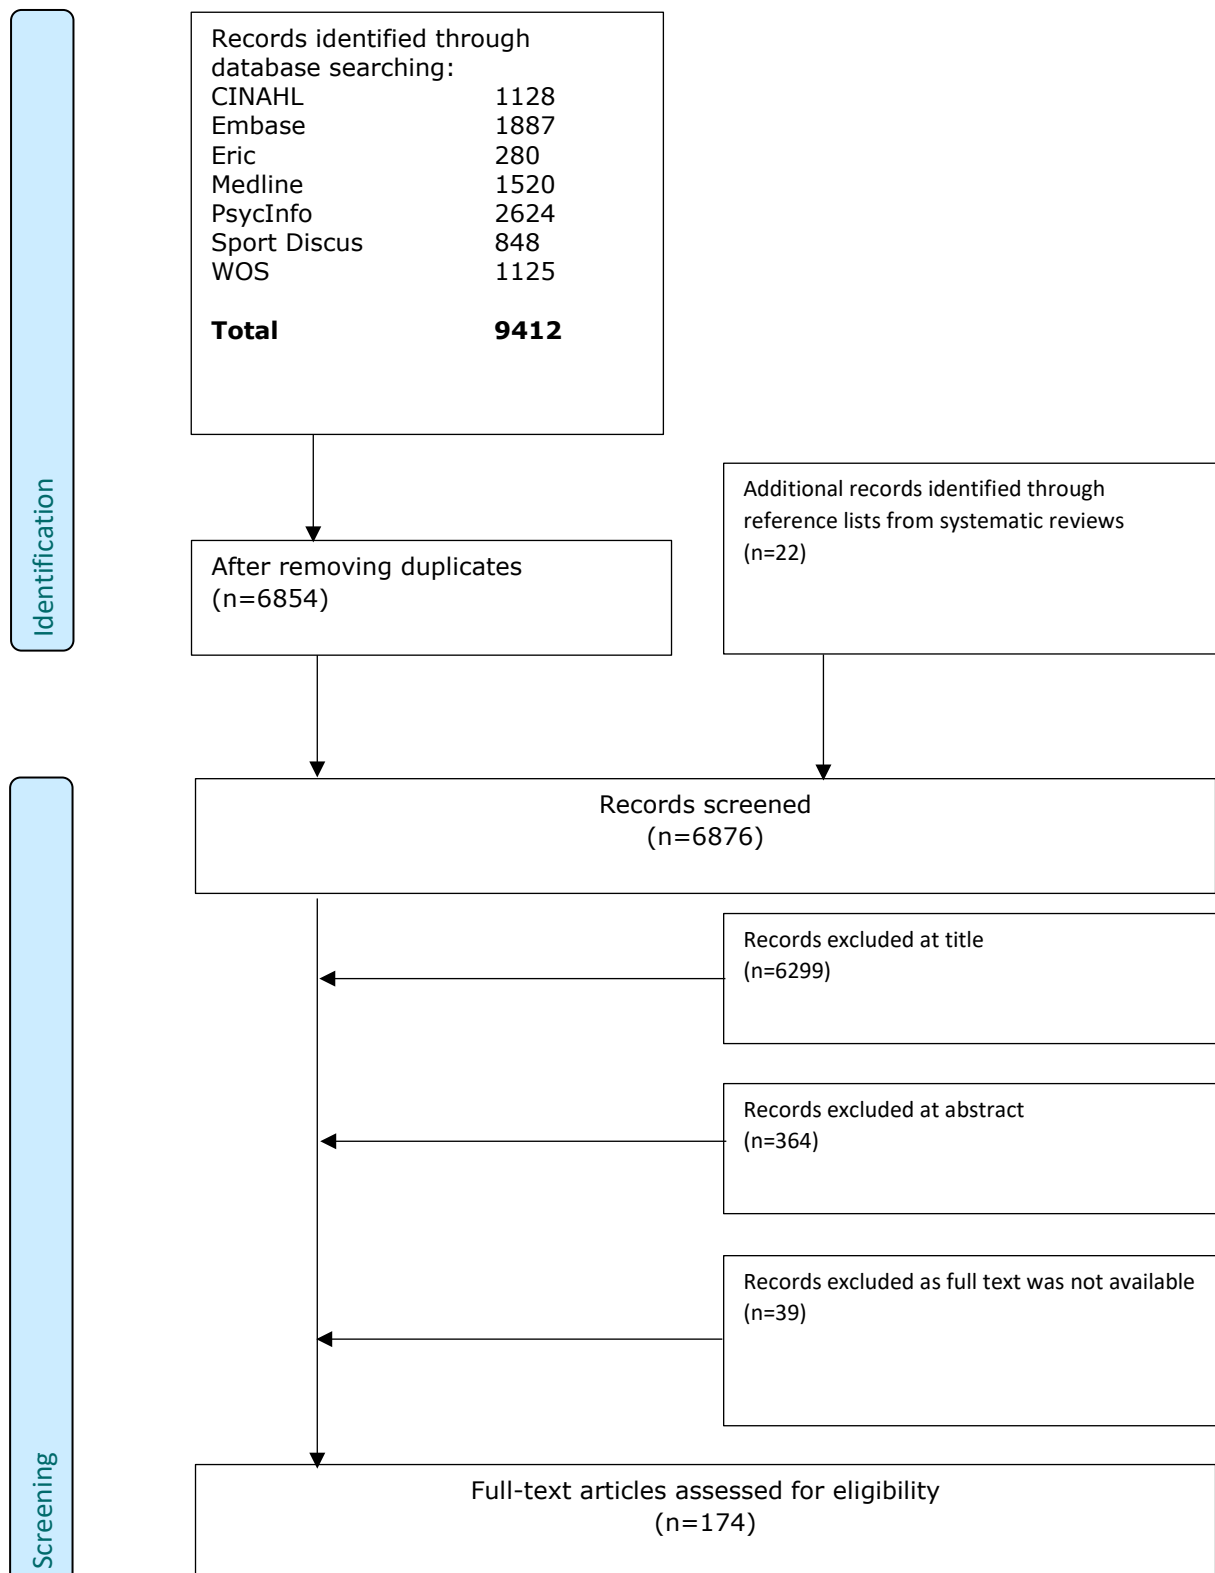 Identification
Records identified through
database searching:
CINAHL 1128
Embase 1887
Eric 280
Medline 1520
PsycInfo 2624
Sport Discus 848
WOS 1125
Total 9412
After removing duplicates
(n=6854)
Additional records identified through
reference lists from systematic reviews
(n=22)
Screening
Records screened
(n=6876)
Records excluded at title
(n=6299)
Records excluded at abstract
(n=364)
Records excluded as full text was not available
(n=39)
Full-text articles assessed for eligibility
(n=174)